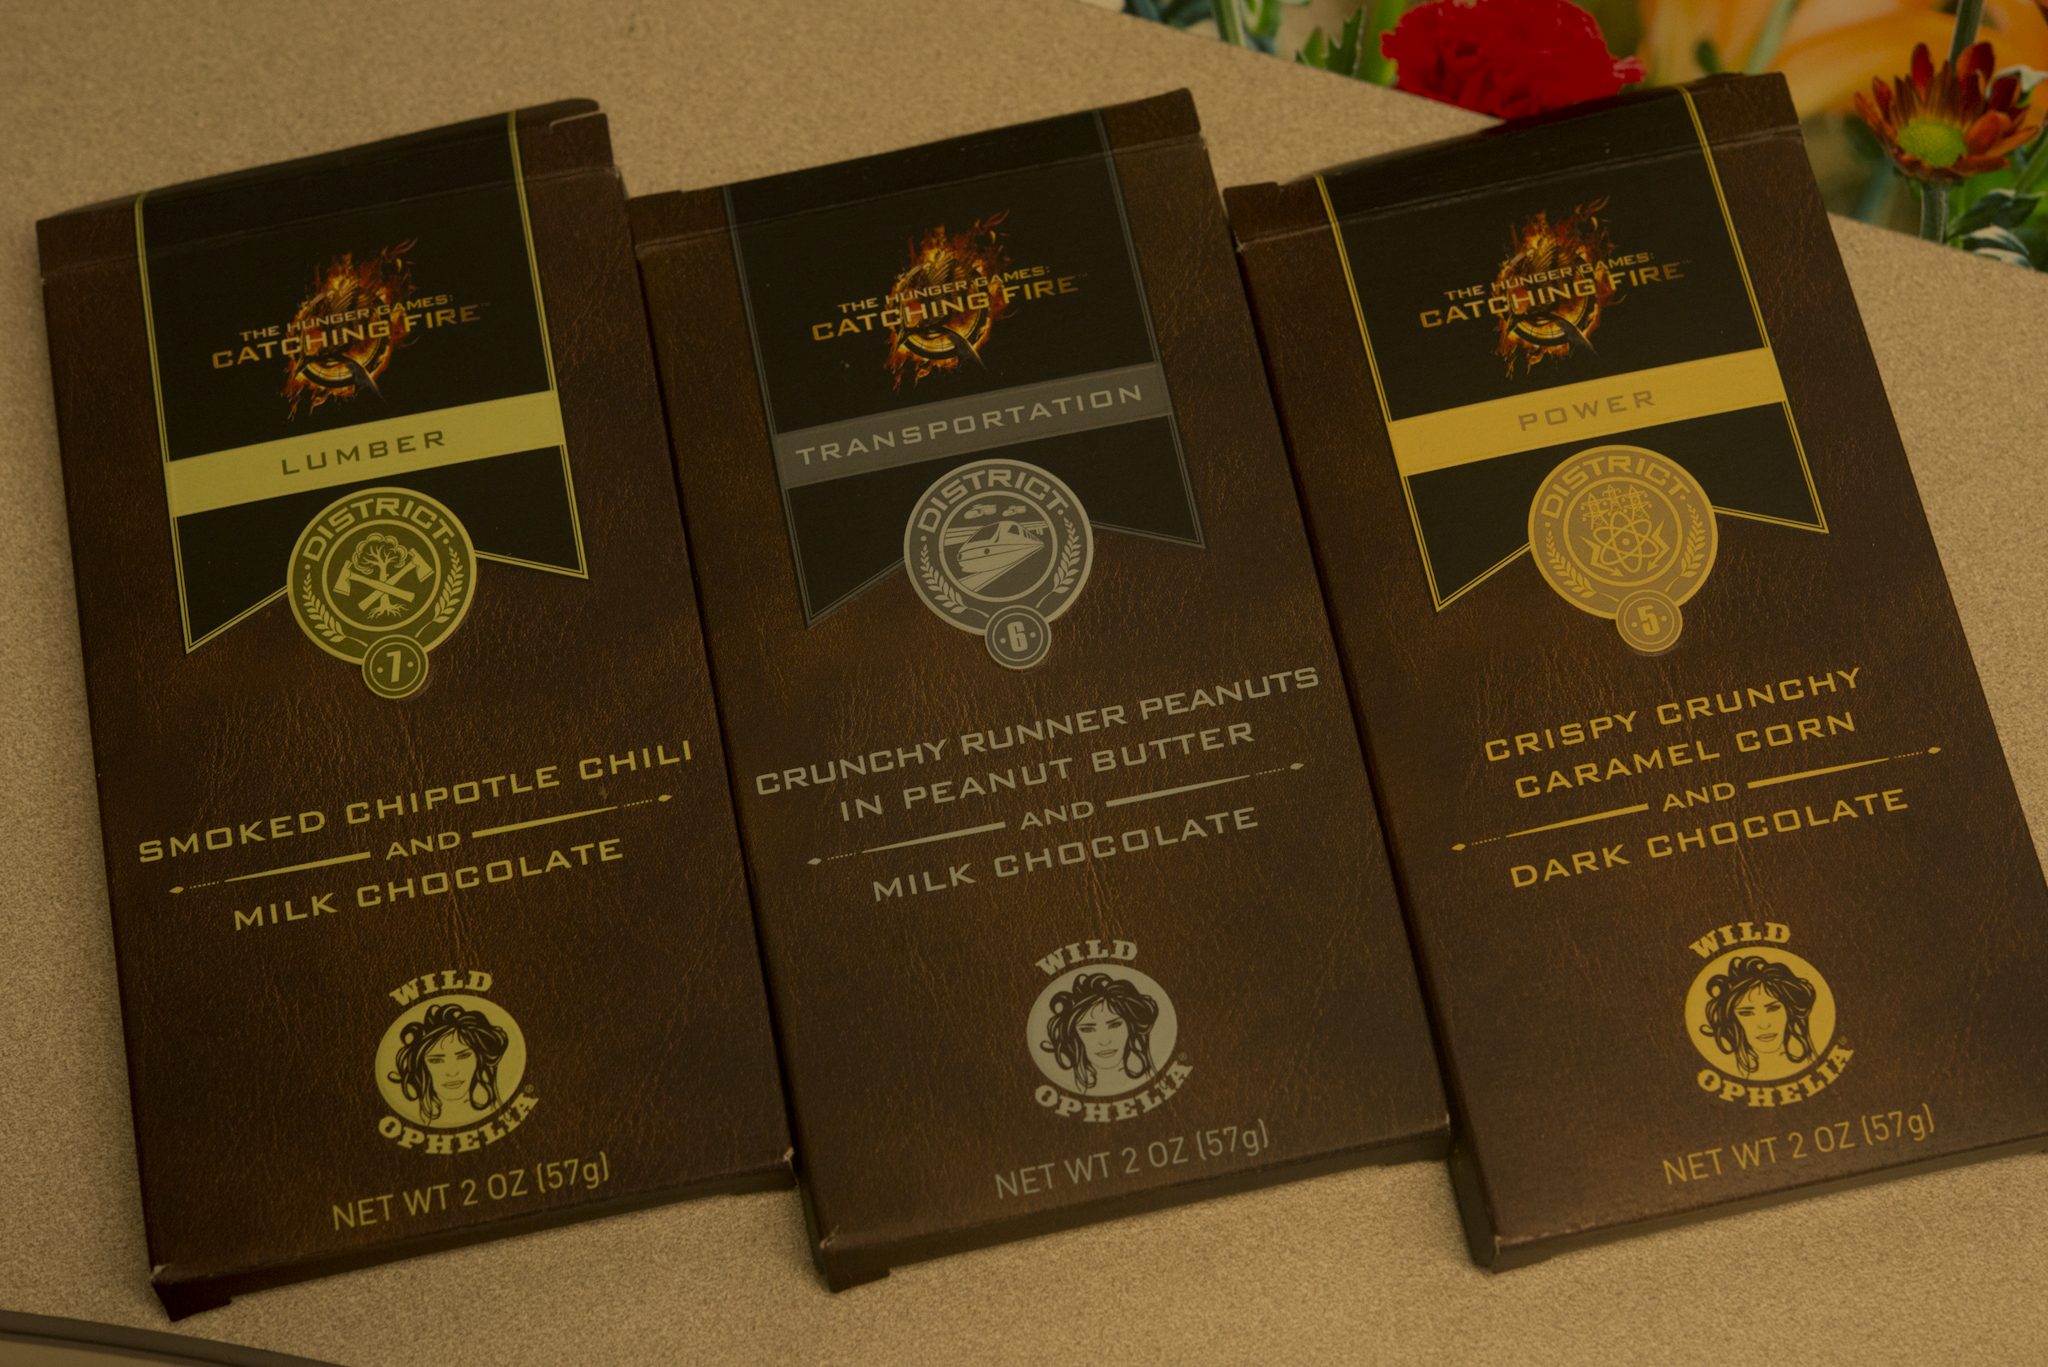 THE HUNGER GAMES:
CATCHING FIRE™
LUMBER
·DISTRICT·
·7·
SMOKED CHIPOTLE CHILI
AND
MILK CHOCOLATE
WILD
OPHELIA®
NET WT 2 OZ (57g)
THE HUNGER GAMES:
CATCHING FIRE™
TRANSPORTATION
·DISTRICT·
·6·
CRUNCHY RUNNER PEANUTS
IN PEANUT BUTTER
AND
MILK CHOCOLATE
WILD
OPHELIA®
NET WT 2 OZ (57g)
THE HUNGER GAMES:
CATCHING FIRE™
POWER
·DISTRICT·
·5·
CRISPY CRUNCHY
CARAMEL CORN
AND
DARK CHOCOLATE
WILD
OPHELIA®
NET WT 2 OZ (57g)